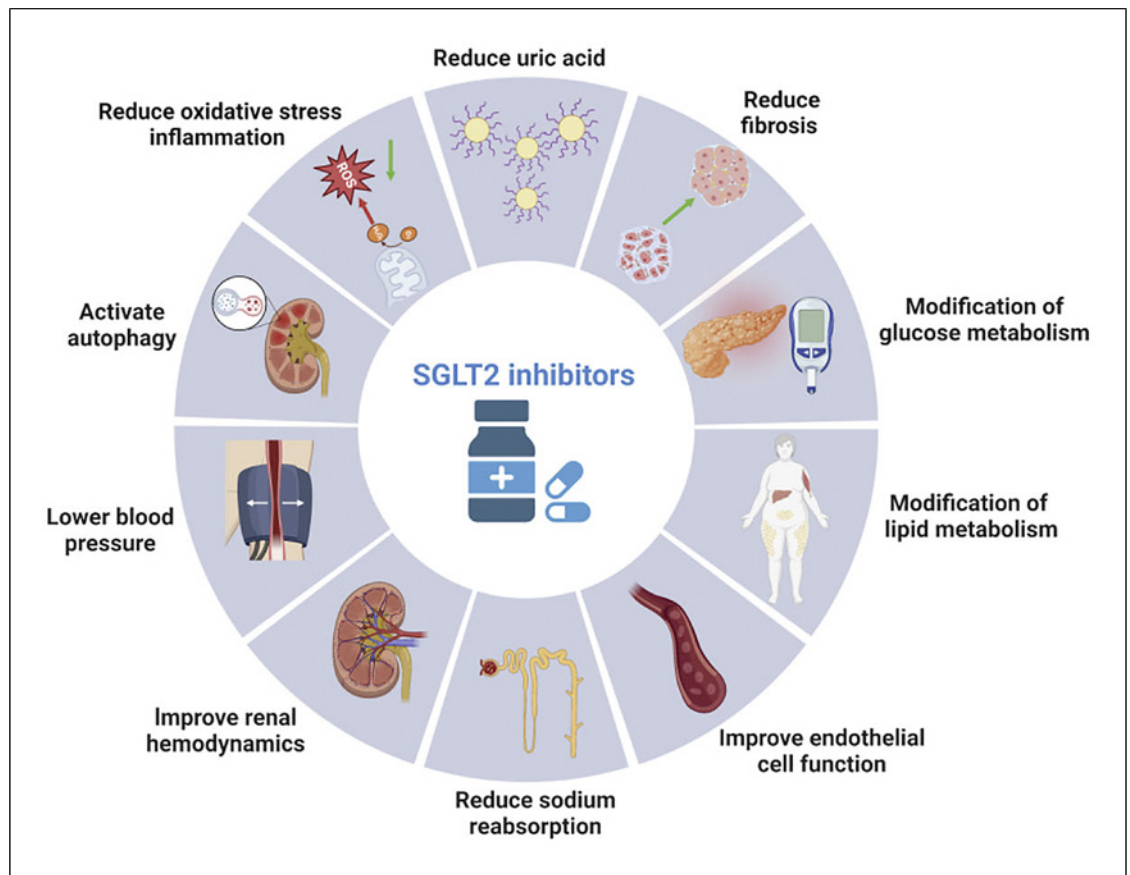 Reduce uric acid
Reduce oxidative stress
inflammation
Reduce
fibrosis
ROS
Activate
autophagy
Modification of
glucose metabolism
SGLT2 inhibitors
Lower blood
pressure
Modification of
lipid metabolism
Improve renal
hemodynamics
Improve endothelial
cell function
Reduce sodium
reabsorption